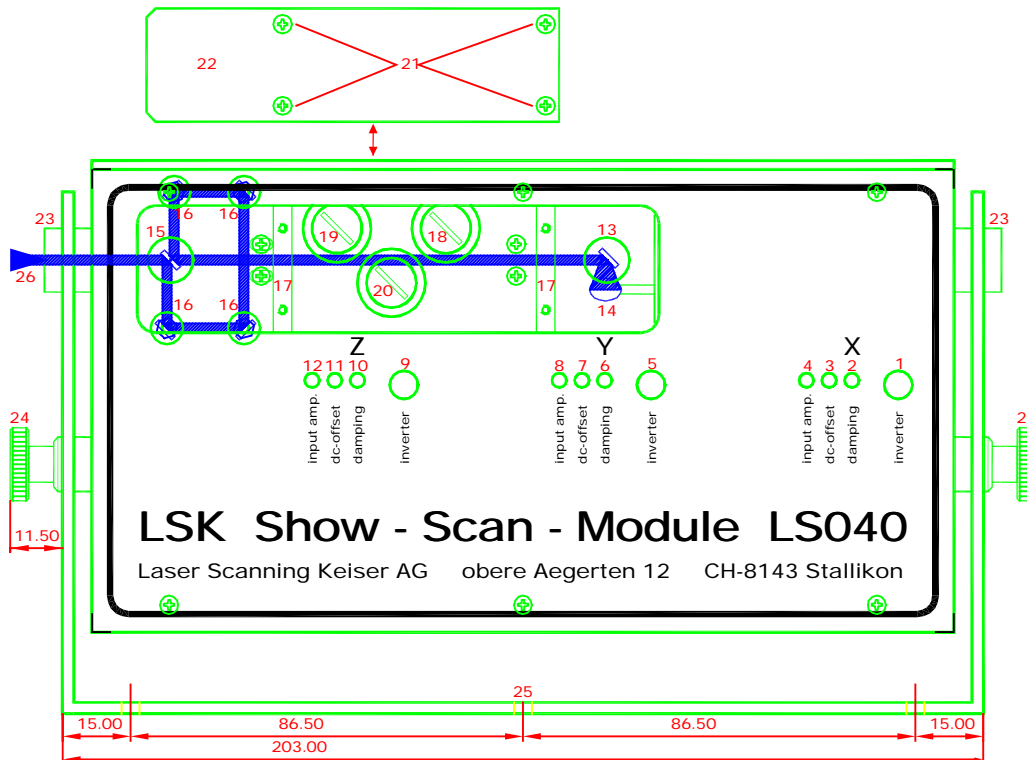 22
21
23
16
16
15
19
18
13
23
26
17
20
17
14
16
16
Z
Y
X
12
11
10
9
8
7
6
5
4
3
2
1
input amp.
dc-offset
damping
inverter
input amp.
dc-offset
damping
inverter
input amp.
dc-offset
damping
inverter
24
2
11.50
LSK Show - Scan - Module LS040
Laser Scanning Keiser AG obere Aegerten 12 CH-8143 Stallikon
25
15.00
86.50
86.50
15.00
203.00